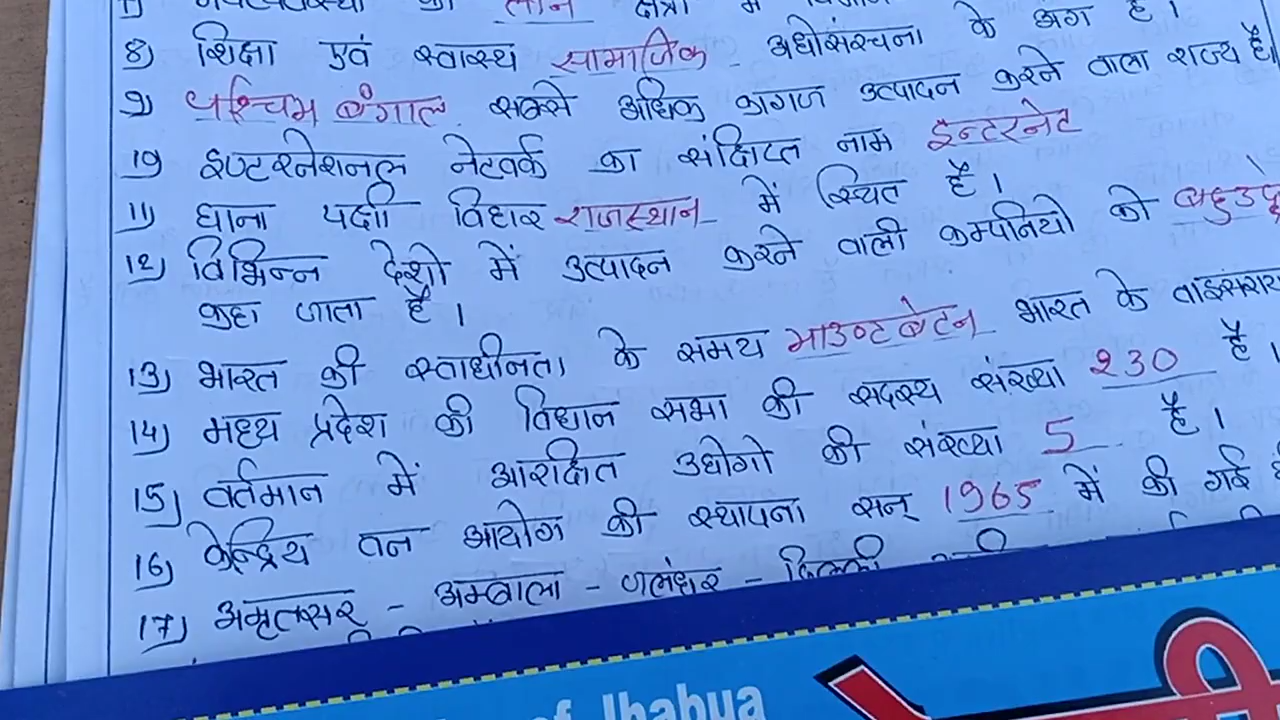 8) शिक्षा एवं स्वास्थ सामाजिक अधोसंरचना के अंग है।
9) पश्चिम बंगाल सबसे अधिक कागज उत्पादन करने वाला राज्य है।
10) इण्टरनेशनल नेटवर्क का संक्षिप्त नाम इन्टरनेट
11) घाना पक्षी विहार राजस्थान में स्थित है।
12) विभिन्न देशो में उत्पादन करने वाली कम्पनियो को
कहा जाता है।
13) भारत की स्वाधीनता के समय माउण्टबेटन भारत के वाइसराय
14) मध्य प्रदेश की विधान सभा की सदस्य संख्या 230 है।
15) वर्तमान में आरक्षित उधोगो की संख्या 5 है।
16) केन्द्रिय वन आयोग की स्थापना सन् 1965 में की गई
17) अमृतसर - अम्बाला - जलंधर - दिल्ली
of Jhabua